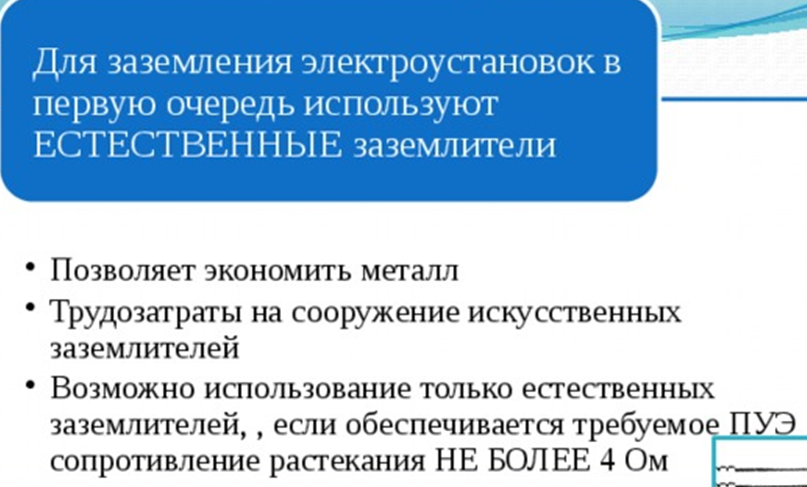 Для заземления электроустановок в
первую очередь используют
ЕСТЕСТВЕННЫЕ заземлители
• Позволяет экономить металл
• Трудозатраты на сооружение искусственных
заземлителей
• Возможно использование только естественных
заземлителей, , если обеспечивается требуемое ПУЭ
сопротивление растекания НЕ БОЛЕЕ 4 Ом